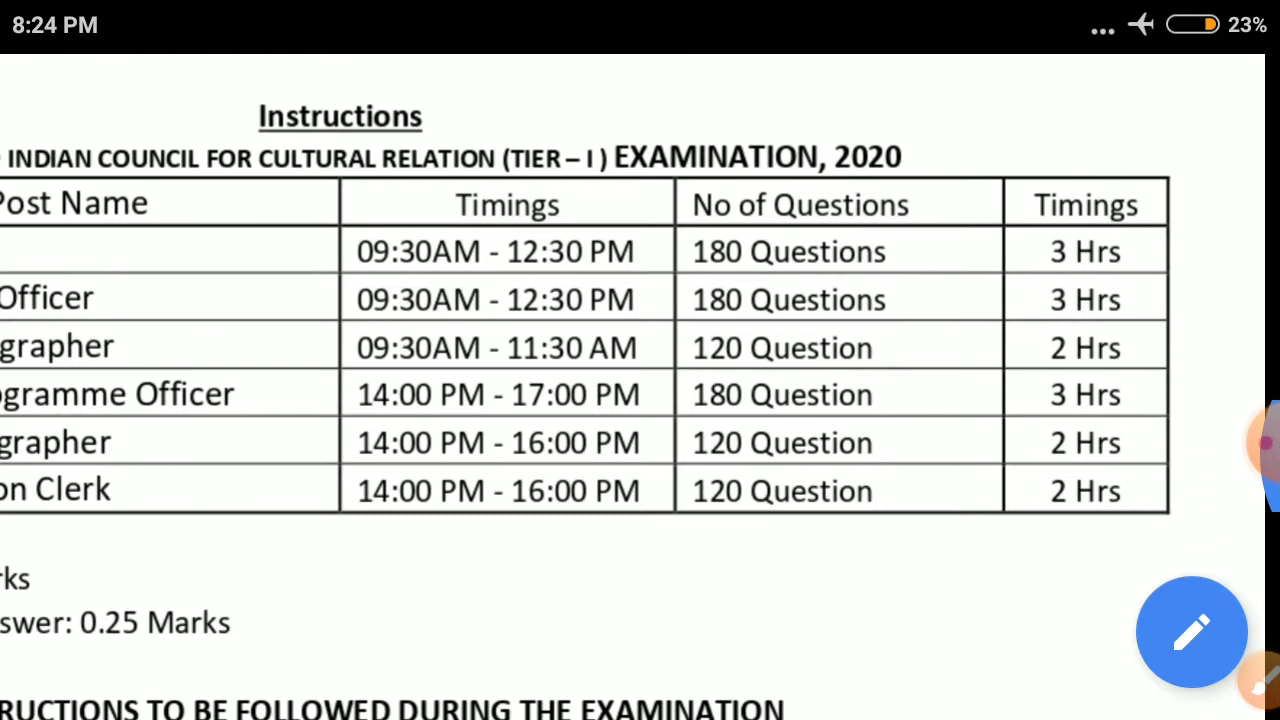 8:24 PM ... 23%
Instructions
INDIAN COUNCIL FOR CULTURAL RELATION (TIER – I ) EXAMINATION, 2020
Post Name Timings No of Questions Timings
09:30AM - 12:30 PM 180 Questions 3 Hrs
Officer 09:30AM - 12:30 PM 180 Questions 3 Hrs
grapher 09:30AM - 11:30 AM 120 Question 2 Hrs
ogramme Officer 14:00 PM - 17:00 PM 180 Question 3 Hrs
grapher 14:00 PM - 16:00 PM 120 Question 2 Hrs
on Clerk 14:00 PM - 16:00 PM 120 Question 2 Hrs
rks
swer: 0.25 Marks
RUCTIONS TO BE FOLLOWED DURING THE EXAMINATION